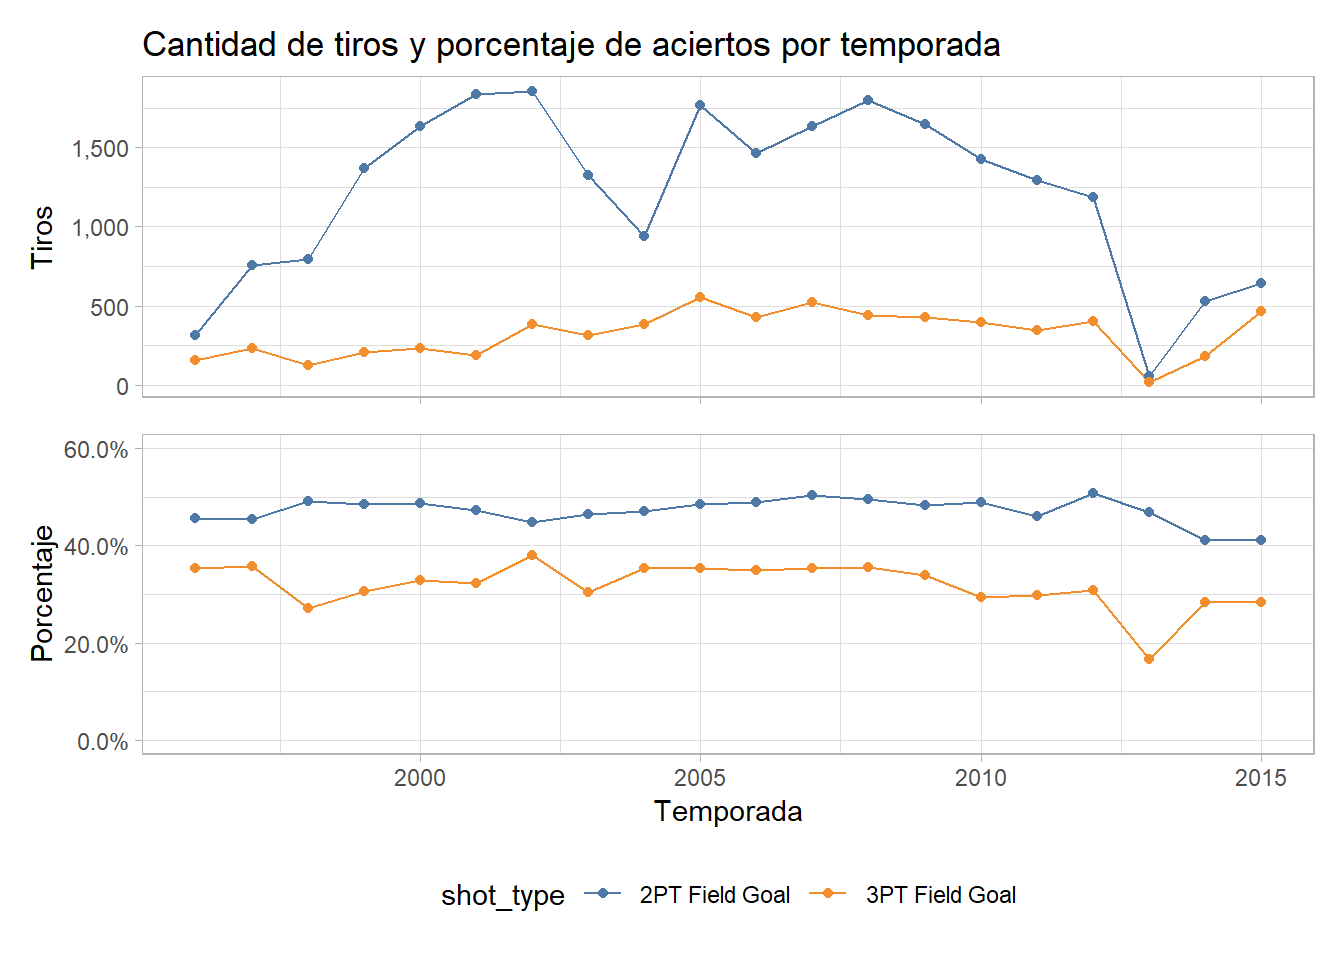 Cantidad de tiros y porcentaje de aciertos por temporada
Tiros
1,500
1,000
500
0
Porcentaje
60.0%
40.0%
20.0%
0.0%
2000 2005 2010 2015
Temporada
shot_type 2PT Field Goal 3PT Field Goal